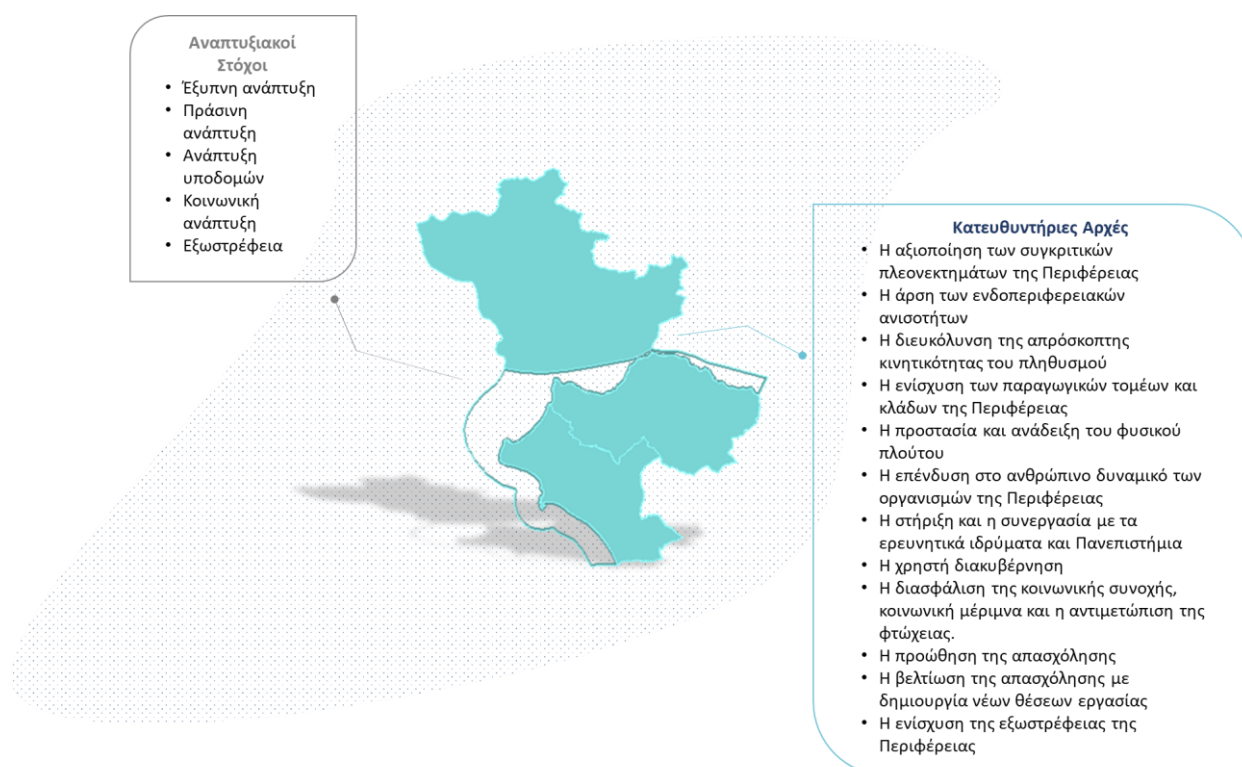 Αναπτυξιακοί
Στόχοι
• Έξυπνη ανάπτυξη
• Πράσινη
ανάπτυξη
• Ανάπτυξη
υποδομών
• Κοινωνική
ανάπτυξη
• Εξωστρέφεια
Κατευθυντήριες Αρχές
• Η αξιοποίηση των συγκριτικών
πλεονεκτημάτων της Περιφέρειας
• Η άρση των ενδοπεριφερειακών
ανισοτήτων
• Η διευκόλυνση της απρόσκοπτης
κινητικότητας του πληθυσμού
• Η ενίσχυση των παραγωγικών τομέων και
κλάδων της Περιφέρειας
• Η προστασία και ανάδειξη του φυσικού
πλούτου
• Η επένδυση στο ανθρώπινο δυναμικό των
οργανισμών της Περιφέρειας
• Η στήριξη και η συνεργασία με τα
ερευνητικά ιδρύματα και Πανεπιστήμια
• Η χρηστή διακυβέρνηση
• Η διασφάλιση της κοινωνικής συνοχής,
κοινωνική μέριμνα και η αντιμετώπιση της
φτώχειας.
• Η προώθηση της απασχόλησης
• Η βελτίωση της απασχόλησης με
δημιουργία νέων θέσεων εργασίας
• Η ενίσχυση της εξωστρέφειας της
Περιφέρειας